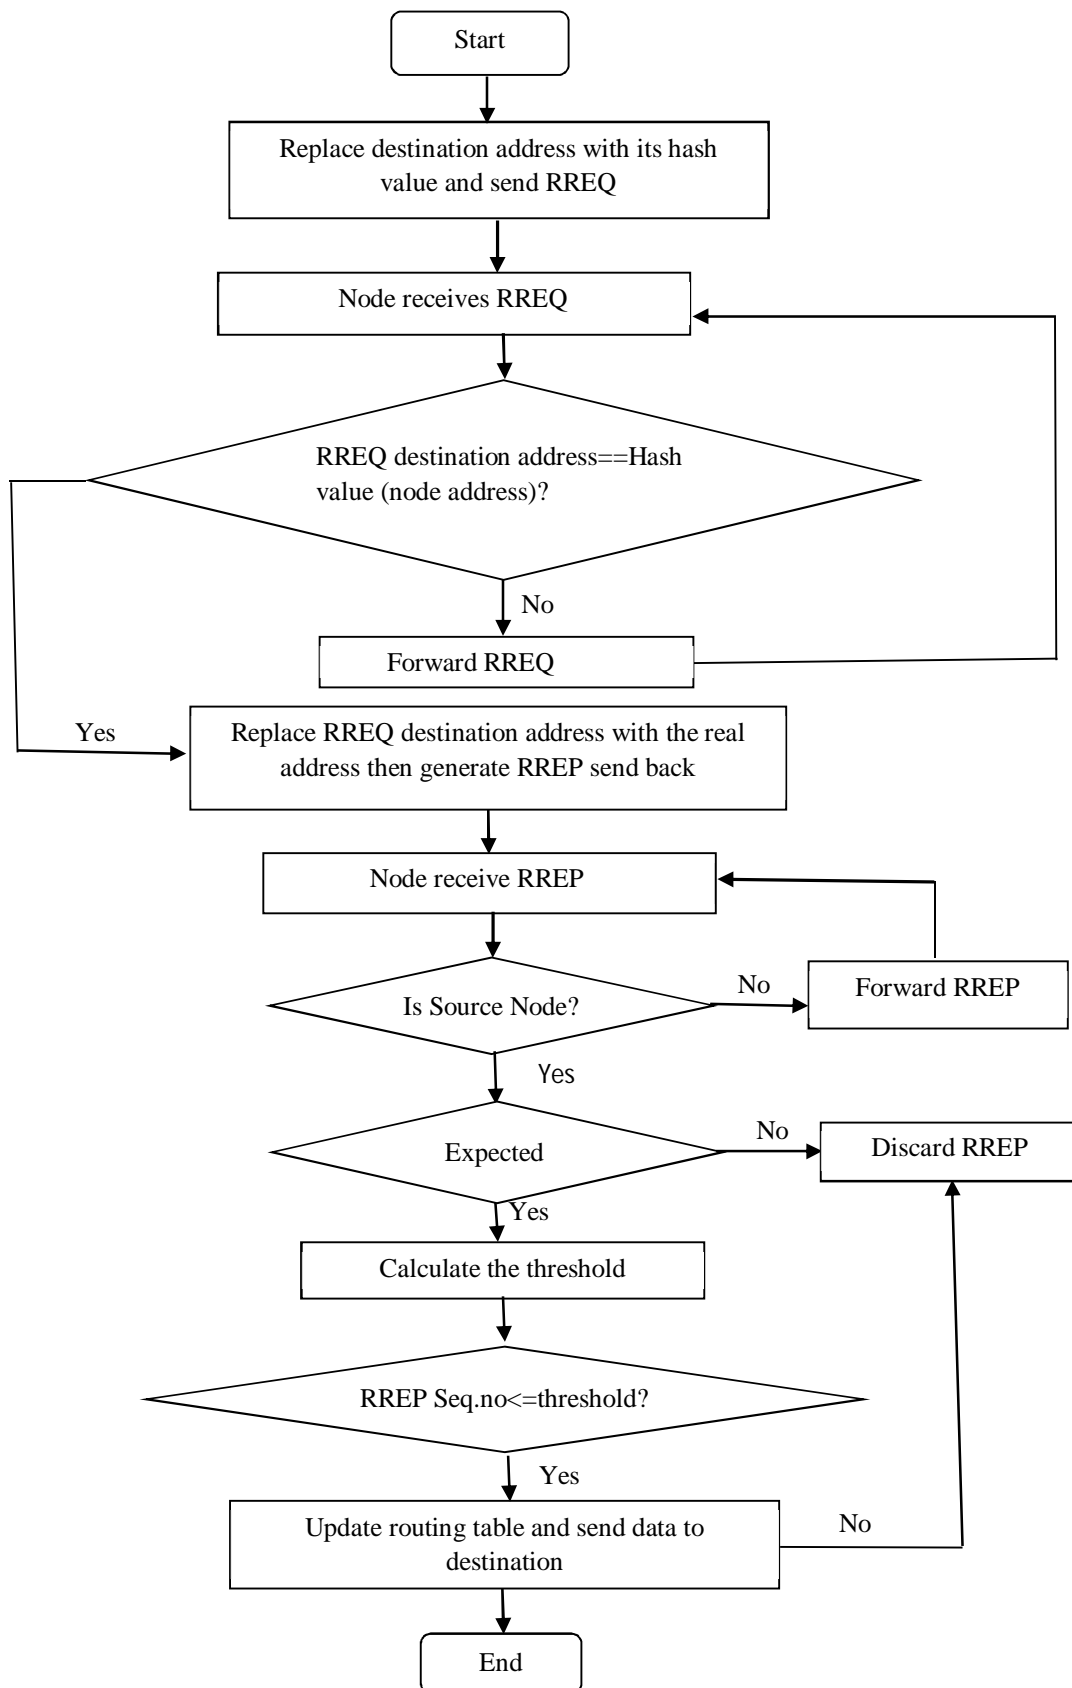 Start
Replace destination address with its hash
value and send RREQ
Node receives RREQ
RREQ destination address==Hash
value (node address)?
No
Forward RREQ
Yes
Replace RREQ destination address with the real
address then generate RREP send back
Node receive RREP
Is Source Node?
No
Forward RREP
Yes
Expected
No
Discard RREP
Yes
Calculate the threshold
RREP Seq.no<=threshold?
Yes
Update routing table and send data to
destination
No
End